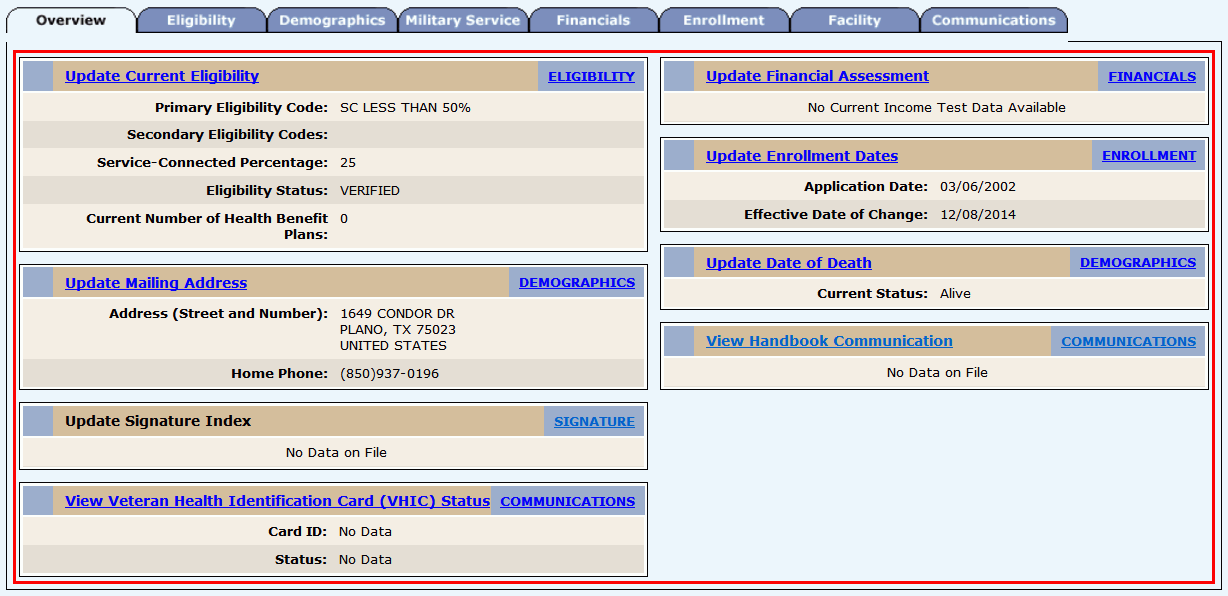 Overview
Eligibility
Demographics
Military Service
Financials
Enrollment
Facility
Communications
Update Current Eligibility
ELIGIBILITY
Primary Eligibility Code: SC LESS THAN 50%
Secondary Eligibility Codes:
Service-Connected Percentage: 25
Eligibility Status: VERIFIED
Current Number of Health Benefit 0
Plans:
Update Mailing Address
DEMOGRAPHICS
Address (Street and Number): 1649 CONDOR DR
PLANO, TX 75023
UNITED STATES
Home Phone: (850)937-0196
Update Signature Index
SIGNATURE
No Data on File
View Veteran Health Identification Card (VHIC) Status
COMMUNICATIONS
Card ID: No Data
Status: No Data
Update Financial Assessment
FINANCIALS
No Current Income Test Data Available
Update Enrollment Dates
ENROLLMENT
Application Date: 03/06/2002
Effective Date of Change: 12/08/2014
Update Date of Death
DEMOGRAPHICS
Current Status: Alive
View Handbook Communication
COMMUNICATIONS
No Data on File